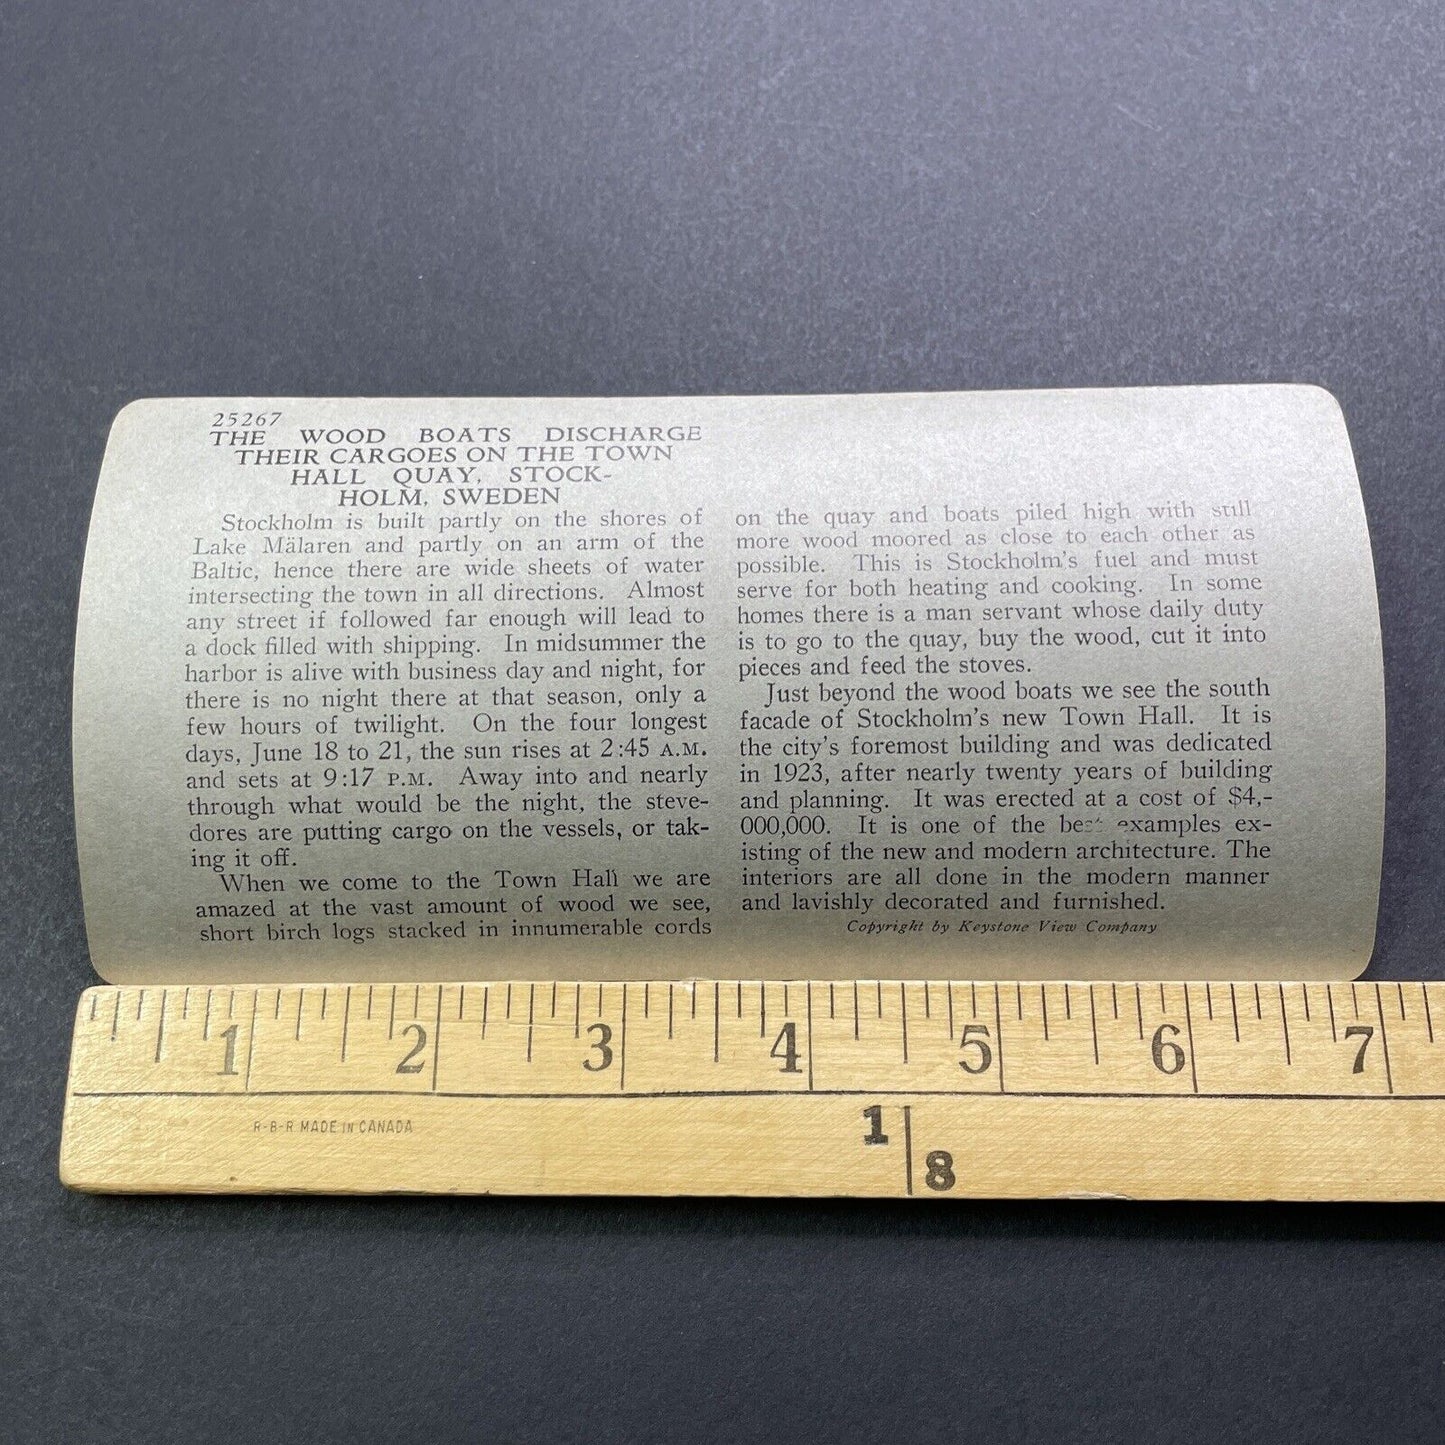 25267
THE WOOD BOATS DISCHARGE
THEIR CARGOES ON THE TOWN
HALL QUAY, STOCK-
HOLM, SWEDEN
Stockholm is built partly on the shores of
Lake Mälaren and partly on an arm of the
Baltic, hence there are wide sheets of water
intersecting the town in all directions. Almost
any street if followed far enough will lead to
a dock filled with shipping. In midsummer the
harbor is alive with business day and night, for
there is no night there at that season, only a
few hours of twilight. On the four longest
days, June 18 to 21, the sun rises at 2:45 A.M.
and sets at 9:17 P.M. Away into and nearly
through what would be the night, the steve-
dores are putting cargo on the vessels, or tak-
ing it off.
When we come to the Town Hall we are
amazed at the vast amount of wood we see,
short birch logs stacked in innumerable cords
on the quay and boats piled high with still
more wood moored as close to each other as
possible. This is Stockholm's fuel and must
serve for both heating and cooking. In some
homes there is a man servant whose daily duty
is to go to the quay, buy the wood, cut it into
pieces and feed the stoves.
Just beyond the wood boats we see the south
facade of Stockholm's new Town Hall. It is
the city's foremost building and was dedicated
in 1923, after nearly twenty years of building
and planning. It was erected at a cost of $4,-
000,000. It is one of the best examples ex-
isting of the new and modern architecture. The
interiors are all done in the modern manner
and lavishly decorated and furnished.
Copyright by Keystone View Company
1 2 3 4 5 6 7
R-B-R MADE IN CANADA
1
8